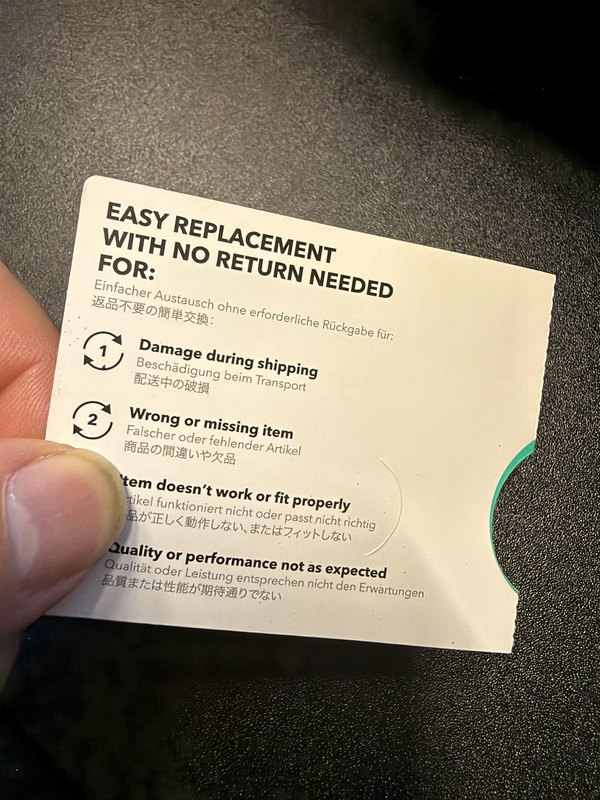 EASY REPLACEMENT
WITH NO RETURN NEEDED
FOR:
Einfacher Austausch ohne erforderliche Rückgabe für:
返品不要の簡単交換：
1 Damage during shipping
Beschädigung beim Transport
配送中の破損
2 Wrong or missing item
Falscher oder fehlender Artikel
商品の間違いや欠品
Item doesn't work or fit properly
tikel funktioniert nicht oder passt nicht richtig
品が正しく動作しない、またはフィットしない
Quality or performance not as expected
Qualität oder Leistung entsprechen nicht den Erwartungen
品質または性能が期待通りでない